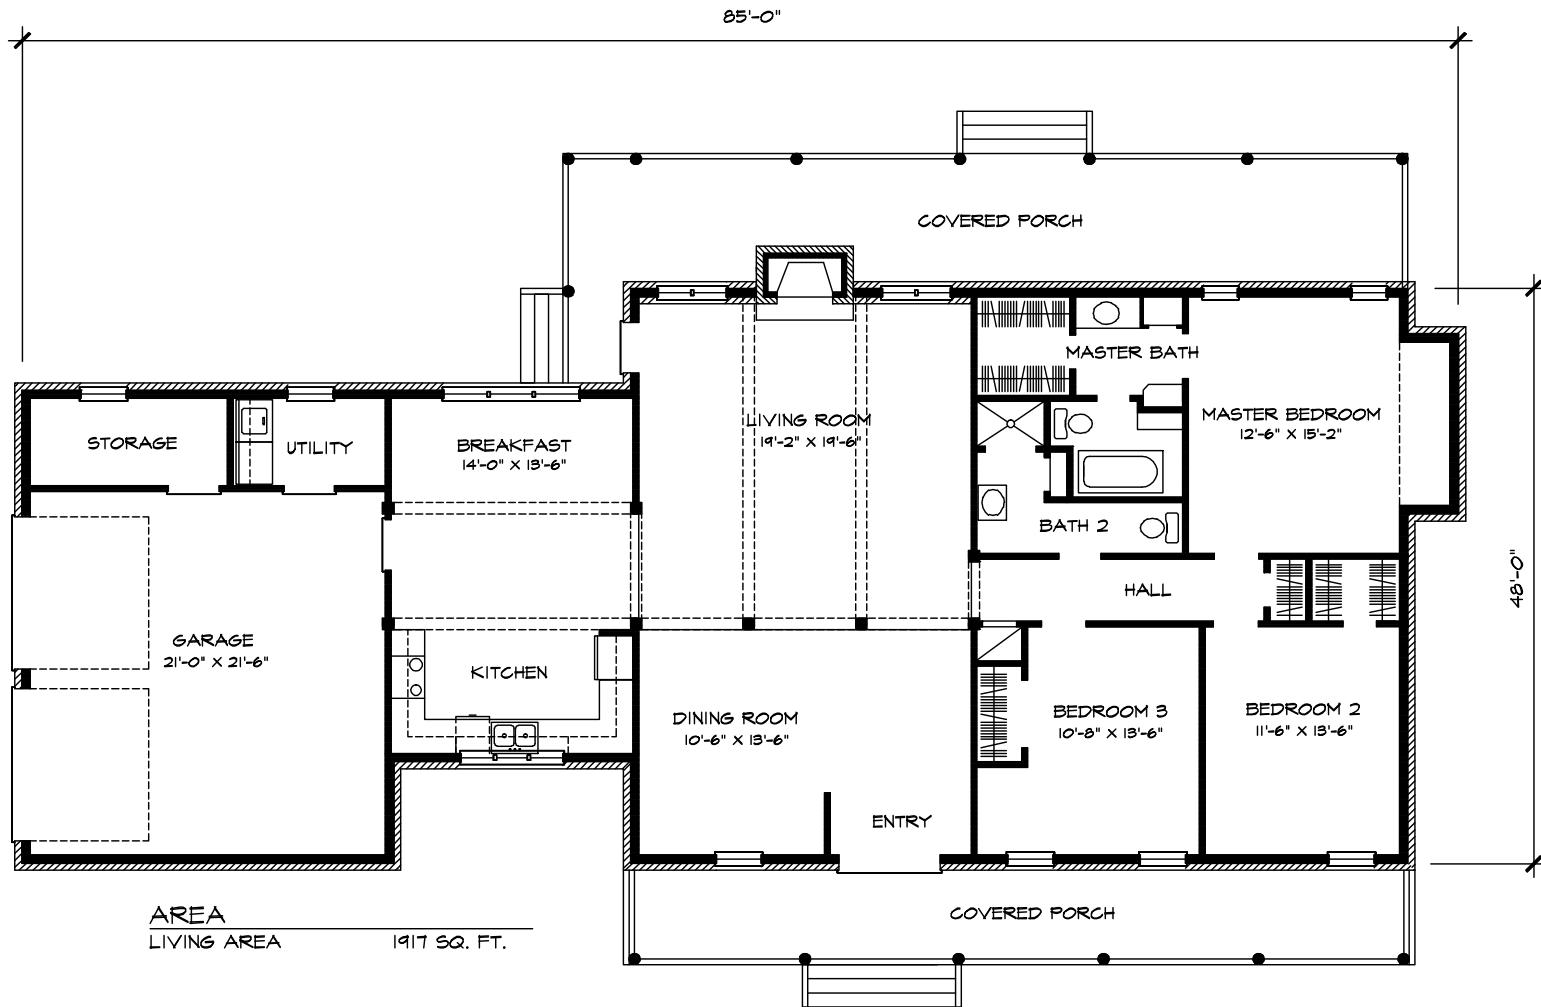 85'-0"
COVERED PORCH
MASTER BATH
LIVING ROOM
19'-2" X 19'-6"
MASTER BEDROOM
12'-6" X 15'-2"
STORAGE
UTILITY
BREAKFAST
14'-0" X 13'-6"
BATH 2
HALL
48'-0"
GARAGE
21'-0" X 21'-6"
KITCHEN
DINING ROOM
10'-6" X 13'-6"
BEDROOM 3
10'-8" X 13'-6"
BEDROOM 2
11'-6" X 13'-6"
ENTRY
COVERED PORCH
AREA
LIVING AREA 1917 SQ. FT.